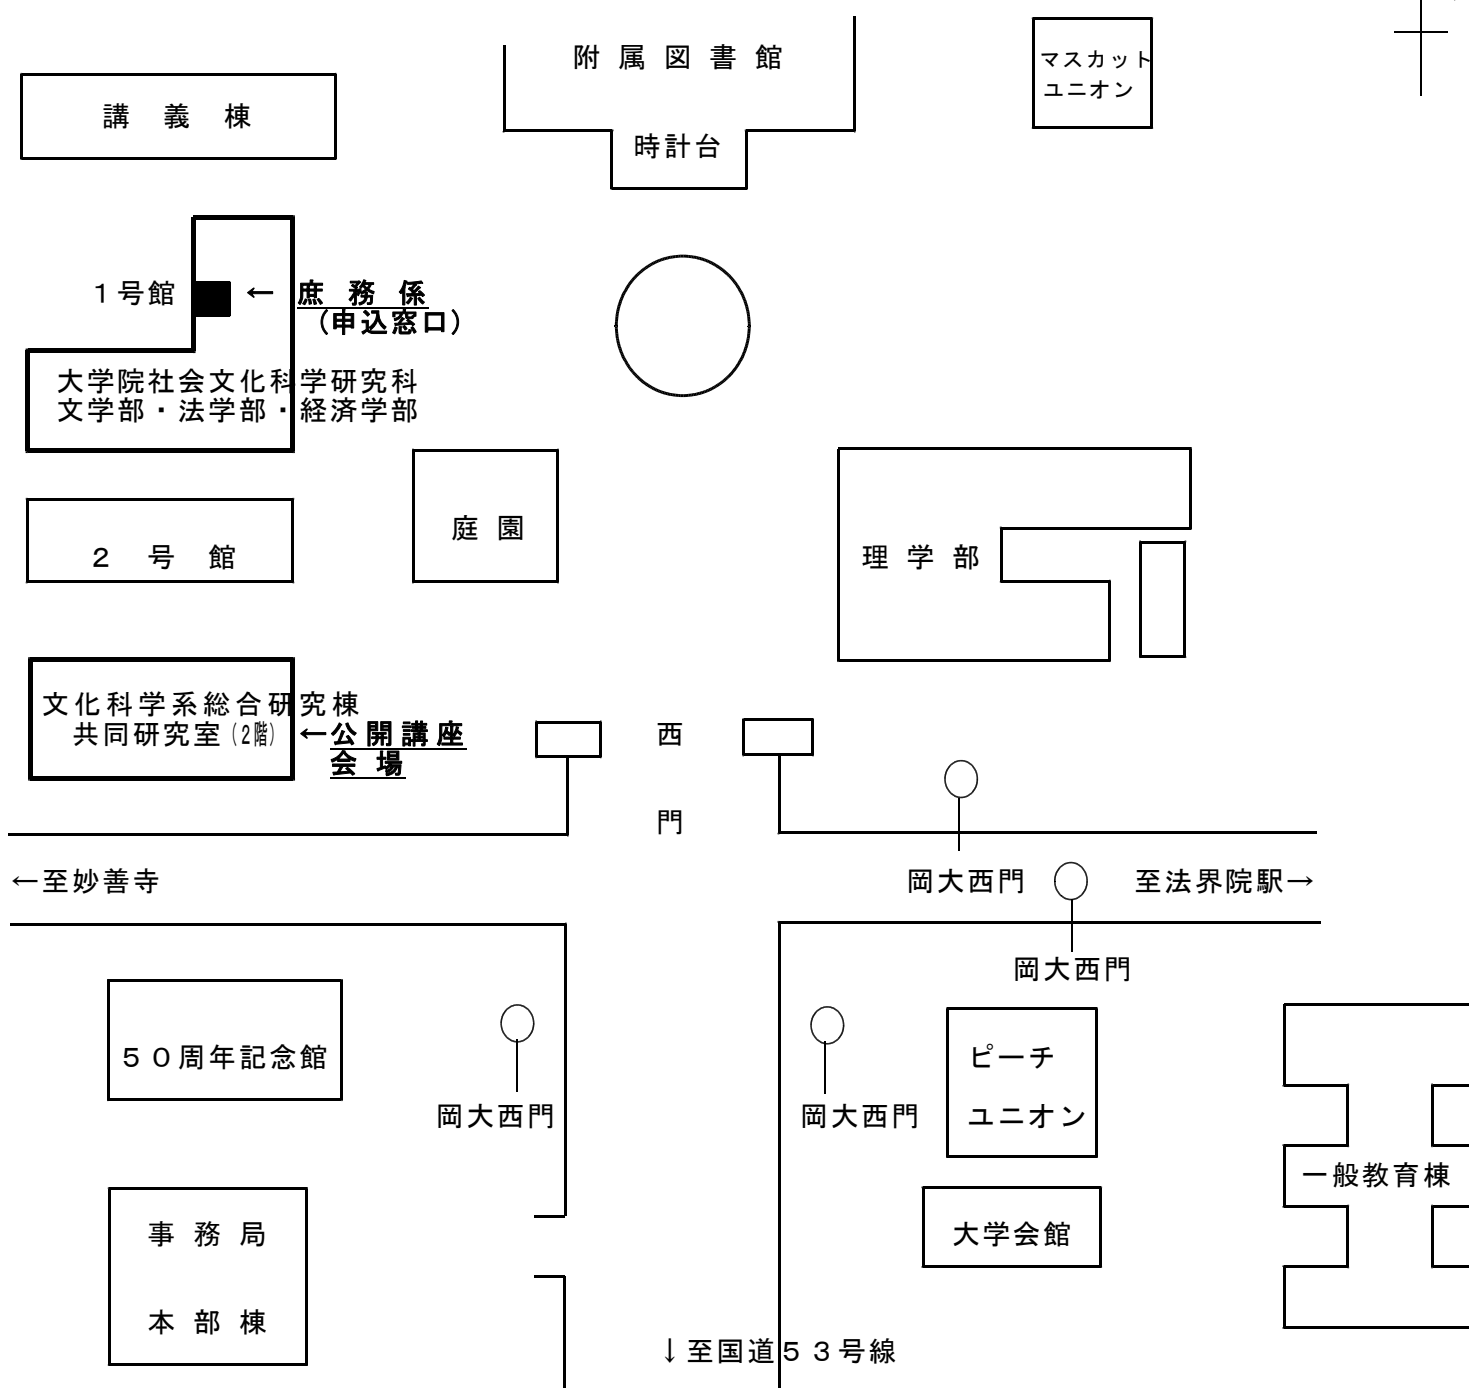 附属図書館
マスカット
ユニオン
講義棟
時計台
1号館
← 庶務係
(申込窓口)
大学院社会文化科学研究科
文学部・法学部・経済学部
庭園
2号館
理学部
文化科学系総合研究棟
共同研究室(2階) ←公開講座
会場
西
門
←至妙善寺
岡大西門
至法界院駅→
岡大西門
50周年記念館
ピーチ
ユニオン
岡大西門
岡大西門
一般教育棟
事務局
本部棟
大学会館
↓至国道53号線